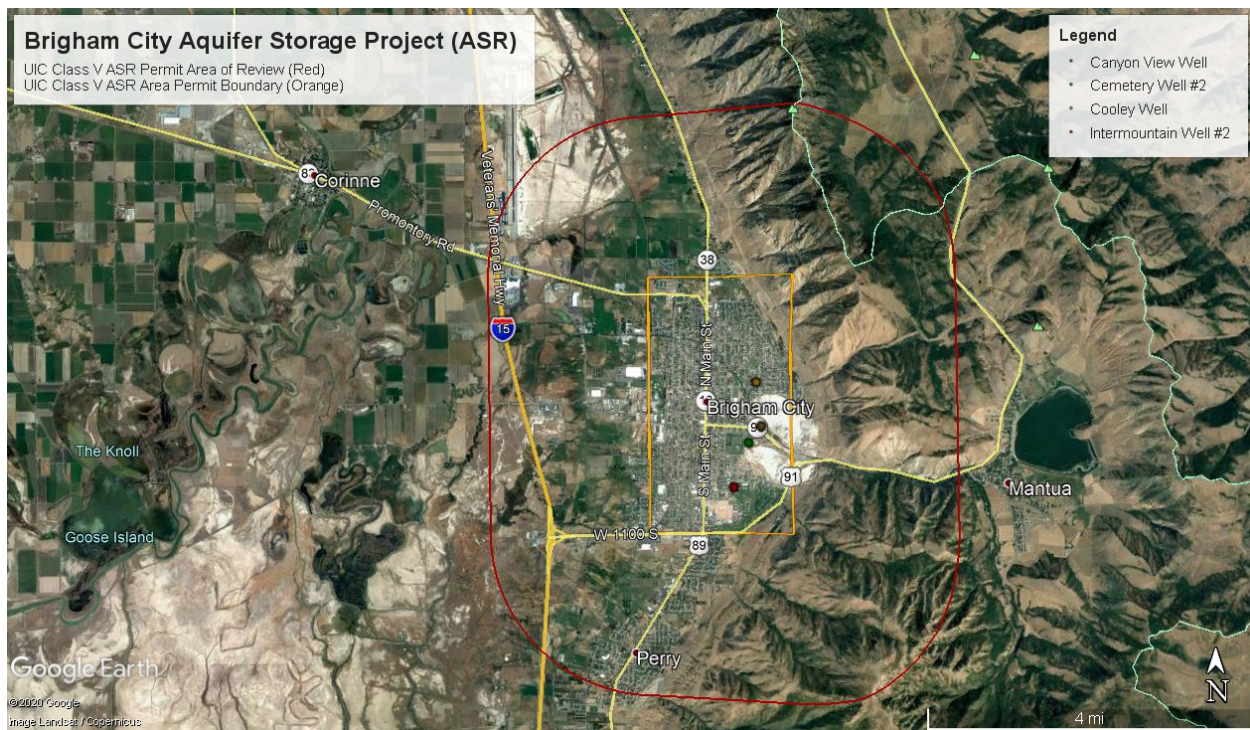 Brigham City Aquifer Storage Project (ASR)
UIC Class V ASR Permit Area of Review (Red)
UIC Class V ASR Area Permit Boundary (Orange)
Legend
Canyon View Well
Cemetery Well #2
Cooley Well
Intermountain Well #2
Corinne
Promontory Rd
Veterans Memorial Hwy
38
15
N Main St
Brigham City
S Main St
91
The Knoll
Mantua
Goose Island
W 1100 S
89
Perry
Google Earth
©2020 Google
Image Landsat / Copernicus
N
4 mi